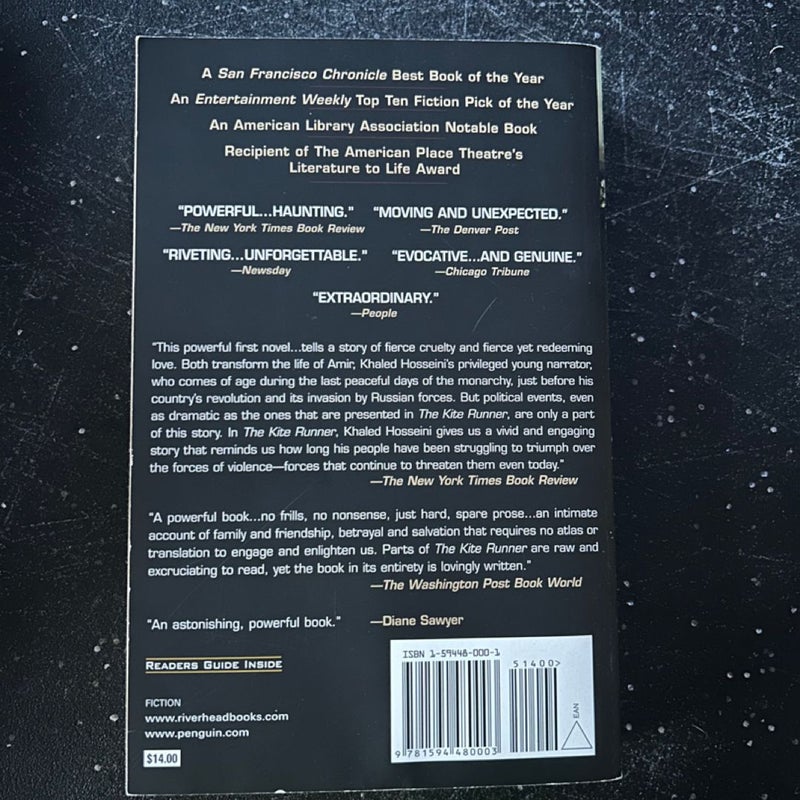 A San Francisco Chronicle Best Book of the Year
An Entertainment Weekly Top Ten Fiction Pick of the Year
An American Library Association Notable Book
Recipient of The American Place Theatre's
Literature to Life Award
"POWERFUL...HAUNTING."
—The New York Times Book Review
"MOVING AND UNEXPECTED."
—The Denver Post
"RIVETING...UNFORGETTABLE."
—Newsday
"EVOCATIVE...AND GENUINE."
—Chicago Tribune
"EXTRAORDINARY."
—People
"This powerful first novel...tells a story of fierce cruelty and fierce yet redeeming
love. Both transform the life of Amir, Khaled Hosseini's privileged young narrator,
who comes of age during the last peaceful days of the monarchy, just before his
country's revolution and its invasion by Russian forces. But political events, even
as dramatic as the ones that are presented in The Kite Runner, are only a part
of this story. In The Kite Runner, Khaled Hosseini gives us a vivid and engaging
story that reminds us how long his people have been struggling to triumph over
the forces of violence—forces that continue to threaten them even today."
—The New York Times Book Review
"A powerful book...no frills, no nonsense, just hard, spare prose...an intimate
account of family and friendship, betrayal and salvation that requires no atlas or
translation to engage and enlighten us. Parts of The Kite Runner are raw and
excruciating to read, yet the book in its entirety is lovingly written."
—The Washington Post Book World
"An astonishing, powerful book." —Diane Sawyer
READERS GUIDE INSIDE
FICTION
www.riverheadbooks.com
www.penguin.com
$14.00
ISBN 1-59448-000-1
51400>
EAN
9 781594 480003